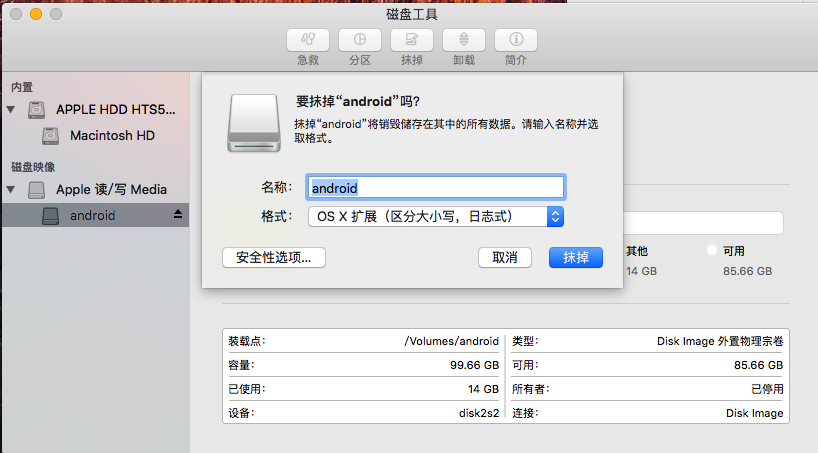 磁盘工具
急救
分区
抹掉
卸载
简介
内置
APPLE HDD HTS5...
Macintosh HD
磁盘映像
Apple 读/写 Media
android
要抹掉“android”吗?
抹掉“android”将销毁储存在其中的所有数据。请输入名称并选
取格式。
名称: android
格式: OS X 扩展（区分大小写，日志式）
安全性选项...
取消
抹掉
其他
14 GB
可用
85.66 GB
装载点: /Volumes/android
类型: Disk Image 外置物理宗卷
容量: 99.66 GB
可用: 85.66 GB
已使用: 14 GB
所有者: 已停用
设备: disk2s2
连接: Disk Image